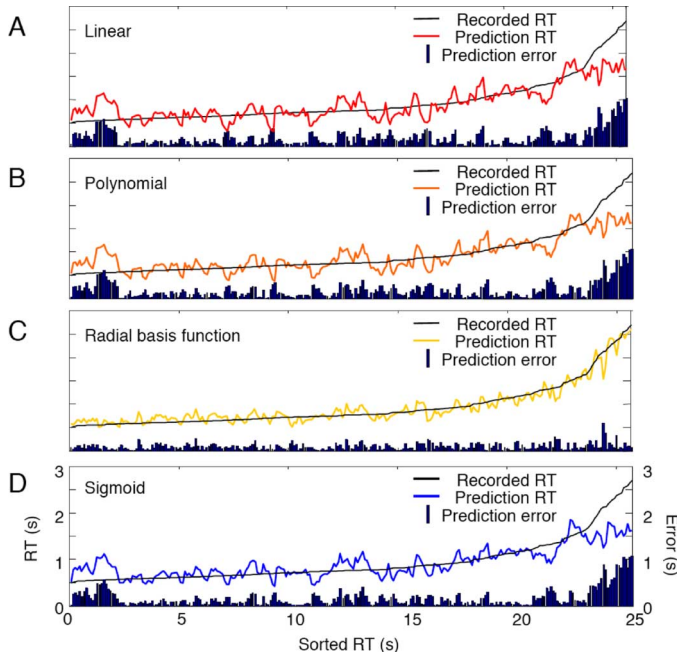 A
Linear
Recorded RT
Prediction RT
Prediction error
B
Polynomial
Recorded RT
Prediction RT
Prediction error
C
Radial basis function
Recorded RT
Prediction RT
Prediction error
D
Sigmoid
Recorded RT
Prediction RT
Prediction error
3
2
1
0
RT (s)
3
2
1
0
Error (s)
0 5 10 15 20 25
Sorted RT (s)